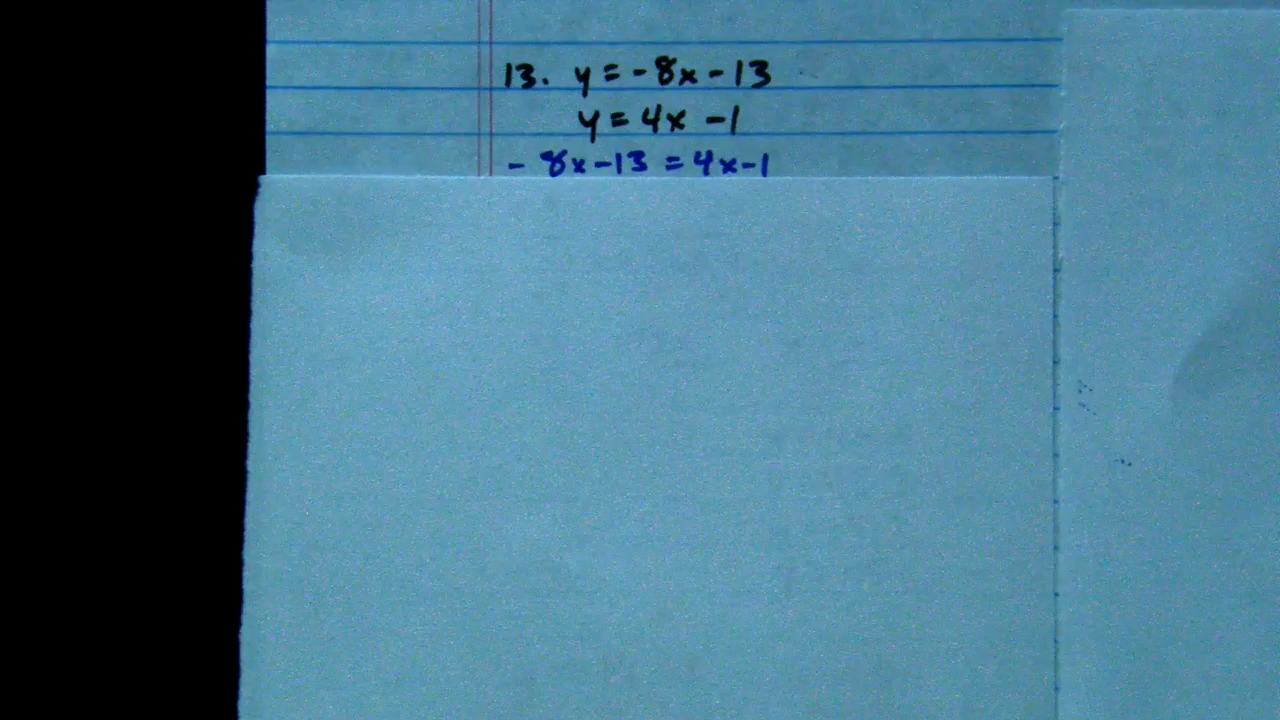 13. y = -8x - 13
y = 4x - 1
- 8x - 13 = 4x - 1